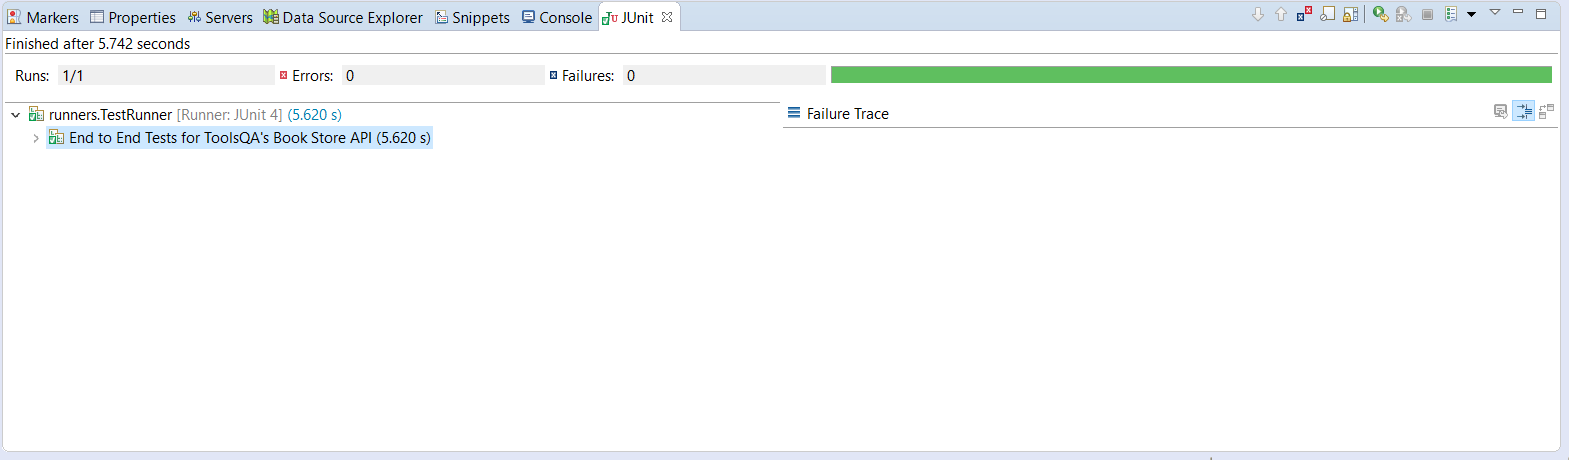 Markers Properties Servers Data Source Explorer Snippets Console JUnit
Finished after 5.742 seconds
Runs: 1/1 Errors: 0 Failures: 0
runners.TestRunner [Runner: JUnit 4] (5.620 s)
Failure Trace
End to End Tests for ToolsQA's Book Store API (5.620 s)